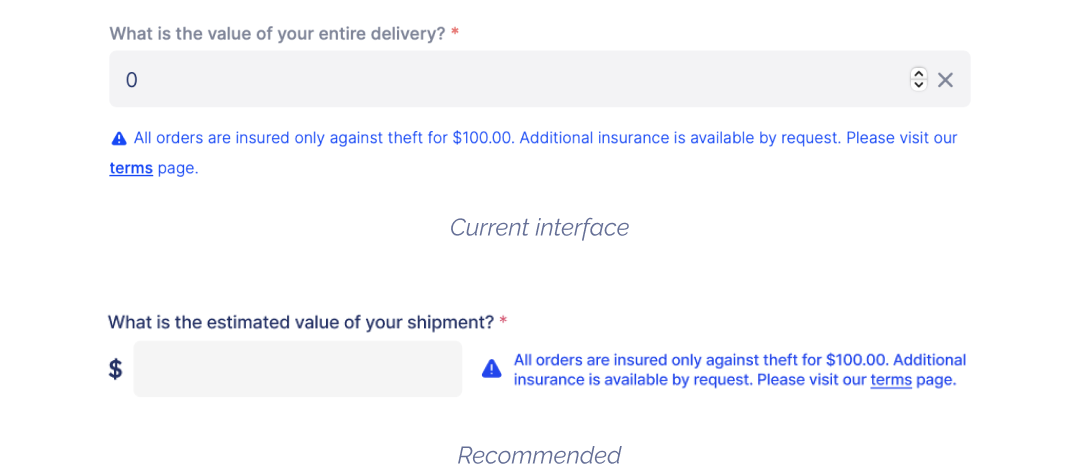 What is the value of your entire delivery? *
0
All orders are insured only against theft for $100.00. Additional insurance is available by request. Please visit our
terms page.
Current interface
What is the estimated value of your shipment? *
$
All orders are insured only against theft for $100.00. Additional
insurance is available by request. Please visit our terms page.
Recommended